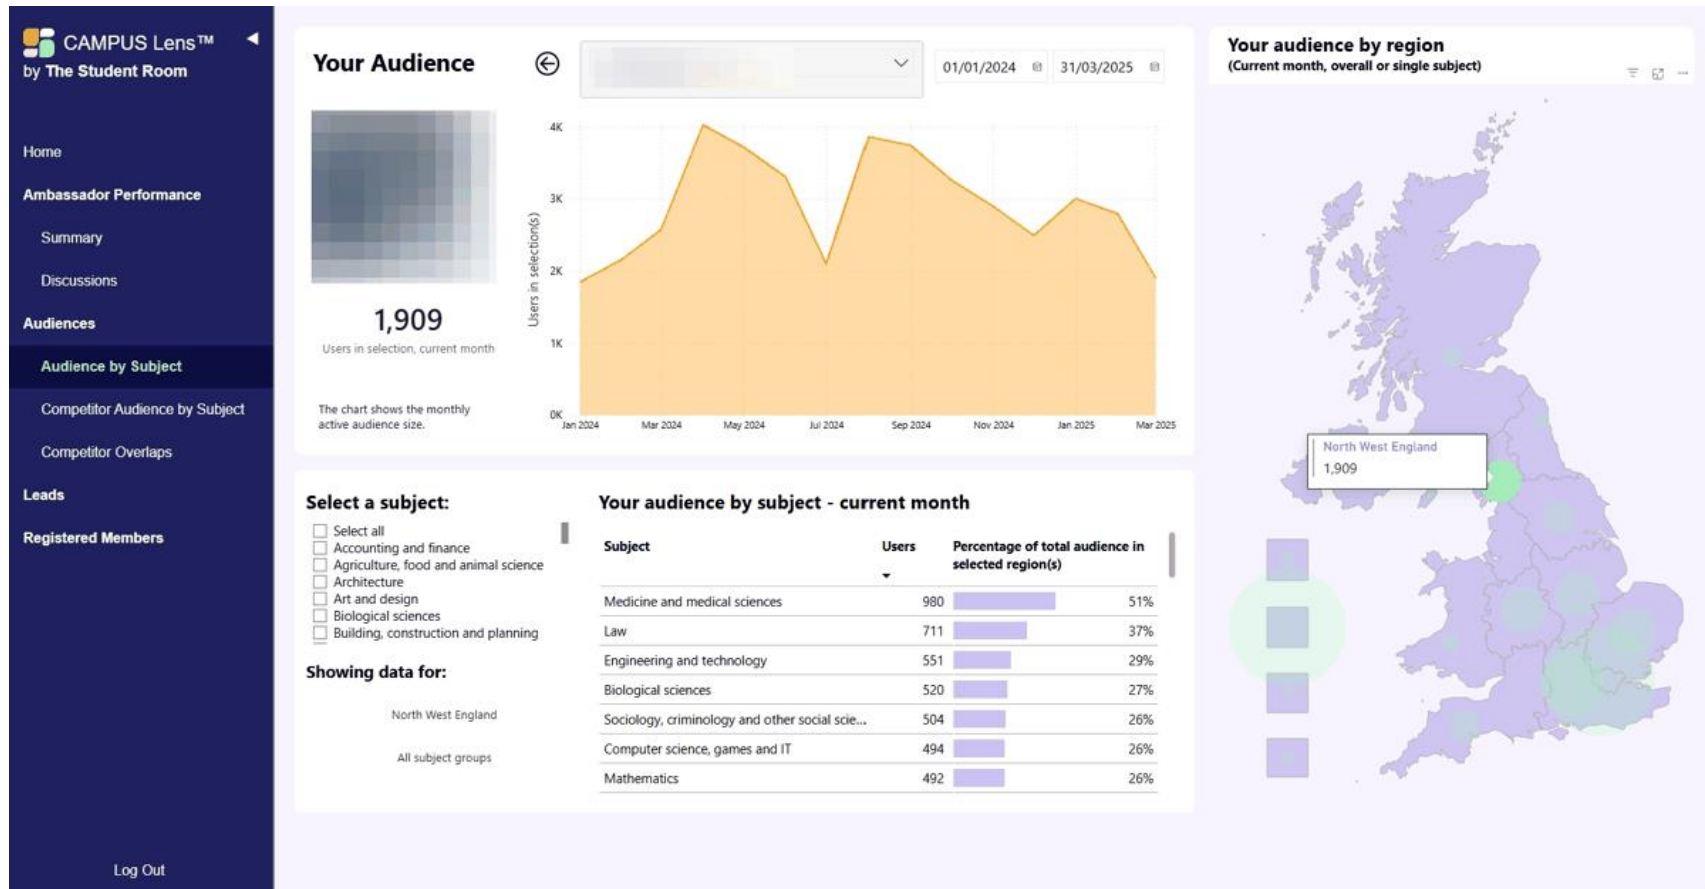 CAMPUS Lens™
by The Student Room
Home
Ambassador Performance
Summary
Discussions
Audiences
Audience by Subject
Competitor Audience by Subject
Competitor Overlaps
Leads
Registered Members
Log Out
Your Audience
01/01/2024
31/03/2025
1,909
Users in selection, current month
The chart shows the monthly
active audience size.
Users in selection(s)
4K
3K
2K
1K
0K
Jan 2024 Mar 2024 May 2024 Jul 2024 Sep 2024 Nov 2024 Jan 2025 Mar 2025
Select a subject:
Select all
Accounting and finance
Agriculture, food and animal science
Architecture
Art and design
Biological sciences
Building, construction and planning
Showing data for:
North West England
All subject groups
Your audience by subject - current month
Subject Users Percentage of total audience in
selected region(s)
Medicine and medical sciences 980 51%
Law 711 37%
Engineering and technology 551 29%
Biological sciences 520 27%
Sociology, criminology and other social scie... 504 26%
Computer science, games and IT 494 26%
Mathematics 492 26%
Your audience by region
(Current month, overall or single subject)
North West England
1,909